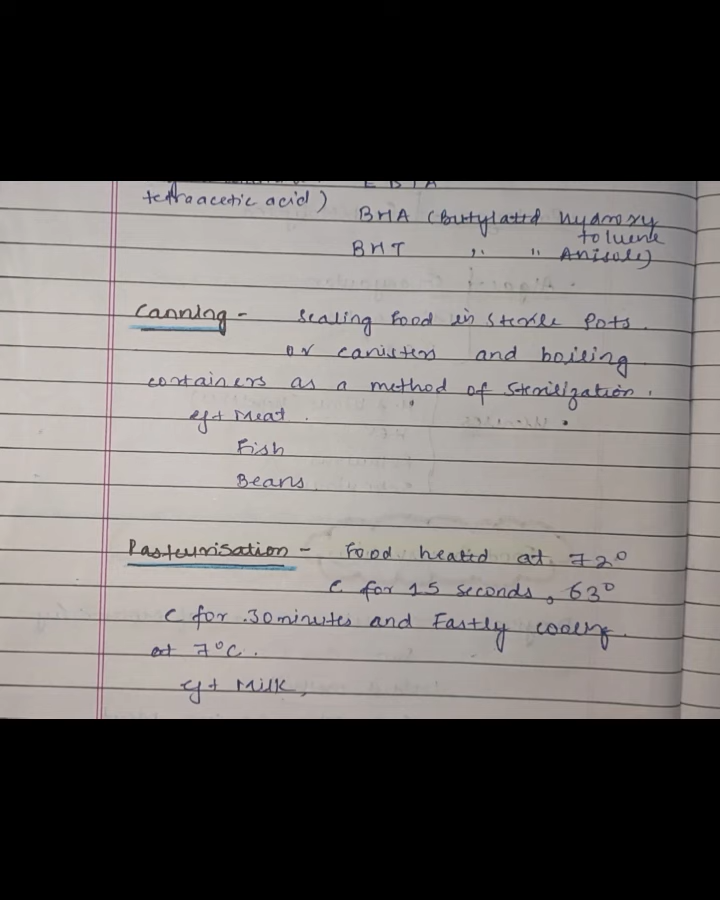 tetraacetic acid)
BHA (Butylated hydroxy
toluene
BHT ,, ,, Anisole)
Canning - Sealing food in sterile Pots.
or canisters and boiling
containers as a method of Sterilization.
eg+ Meat.
Fish
Beans
Pasteurisation - Food heated at 72°
C for 15 seconds, 63°
C for 30 minutes and Fastly cooling.
at 7°C.
eg+ Milk,